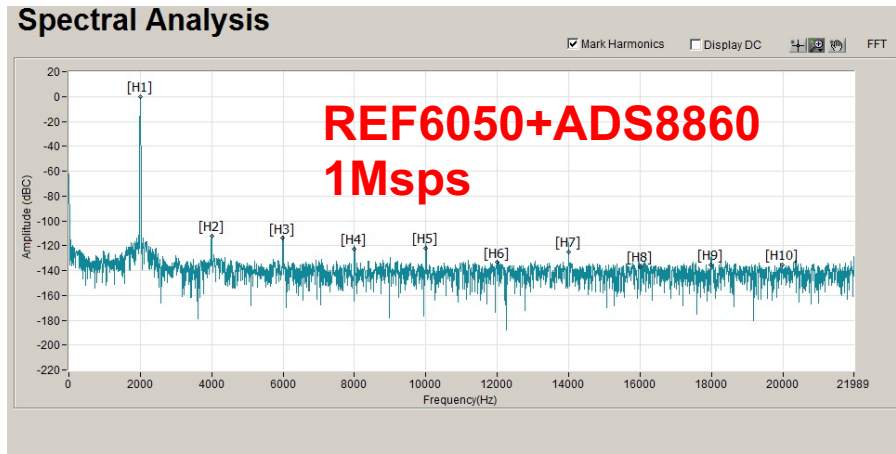 Spectral Analysis
Mark Harmonics
Display DC
FFT
20
0
-20
-40
-60
-80
-100
-120
-140
-160
-180
-200
-220
Amplitude (dBC)
[H1]
REF6050+ADS8860
1Msps
[H2]
[H3]
[H4]
[H5]
[H6]
[H7]
[H8]
[H9]
[H10]
0
2000
4000
6000
8000
10000
12000
14000
16000
18000
20000
21989
Frequency(Hz)